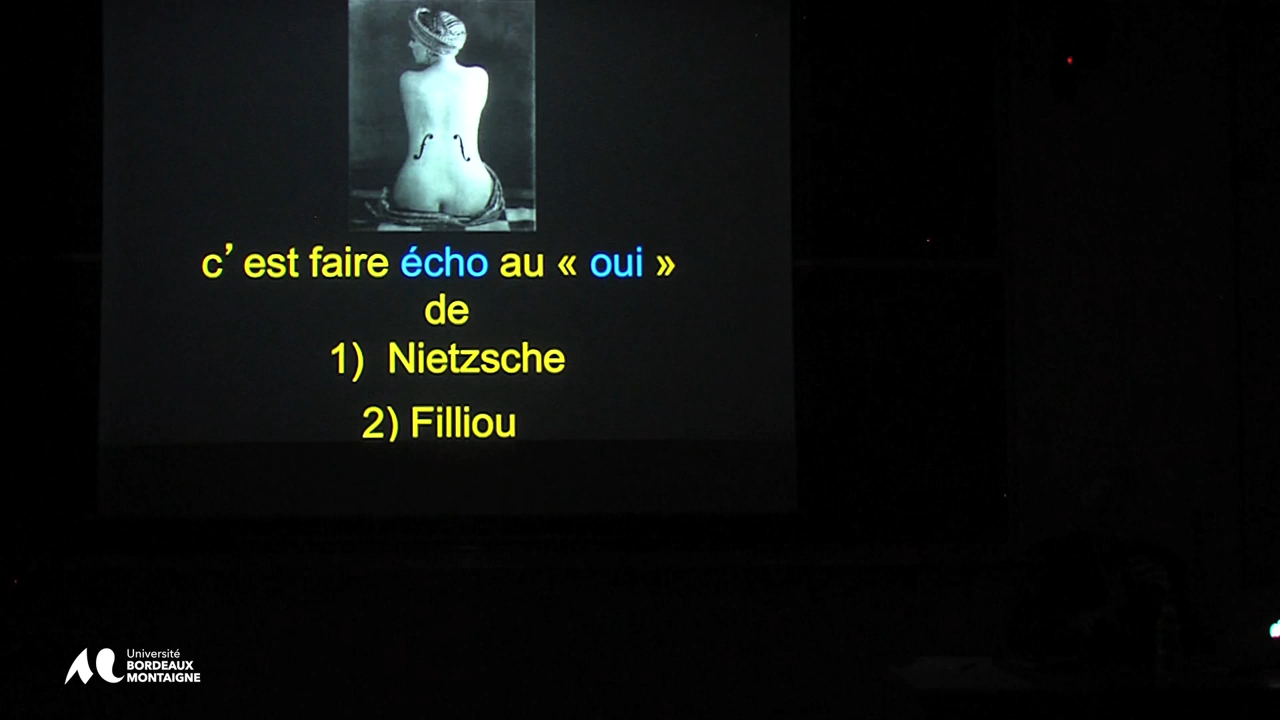 c’ est faire écho au « oui »
de
1) Nietzsche
2) Filliou
Université
BORDEAUX
MONTAIGNE